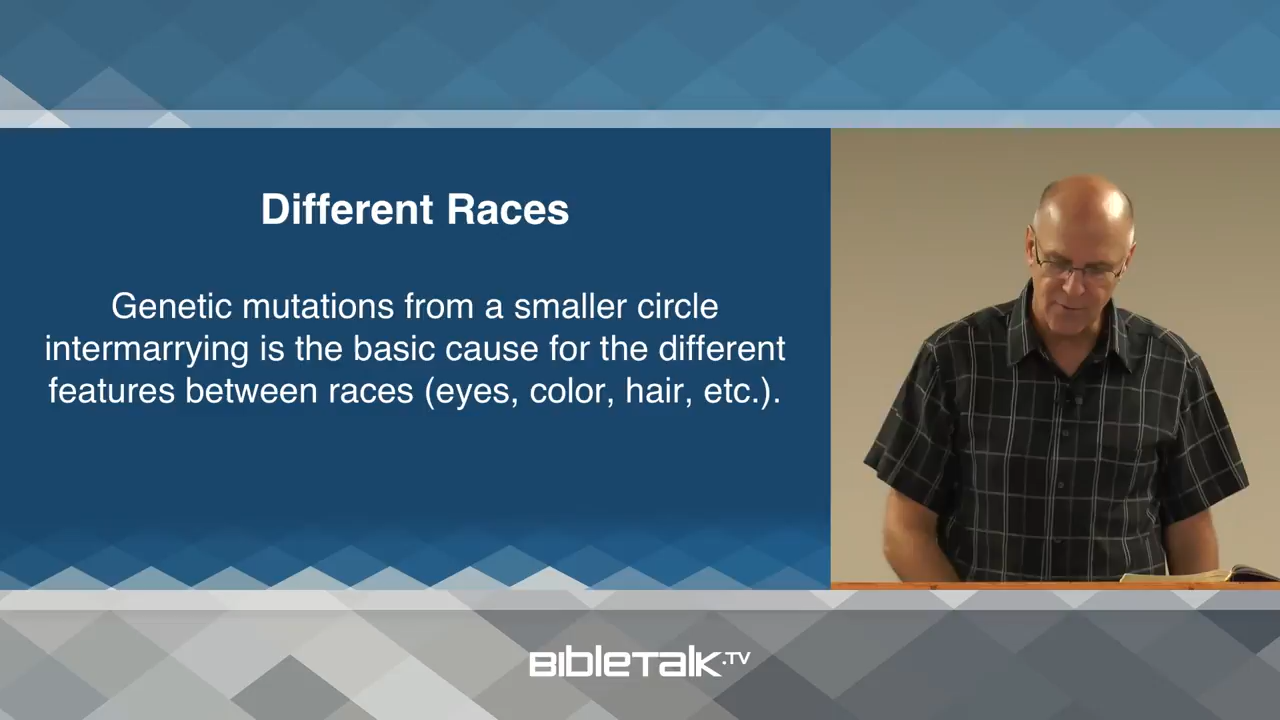 Different Races
Genetic mutations from a smaller circle
intermarrying is the basic cause for the different
features between races (eyes, color, hair, etc.).
BIBLETALK.TV